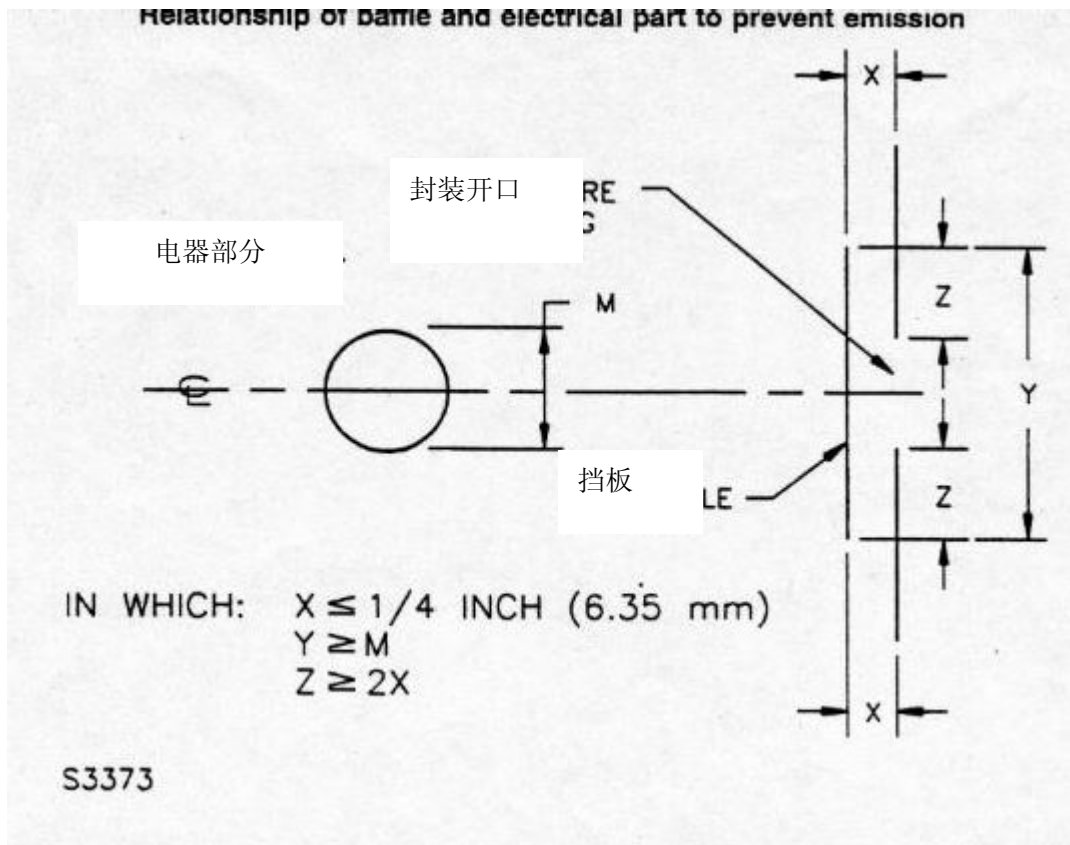 Relationship of baffle and electrical part to prevent emission
X
封装开口
RE
G
电器部分
M
Z
Y
CL
挡板
LE
Z
IN WHICH: X ≤ 1/4 INCH (6.35 mm)
Y ≥ M
Z ≥ 2X
X
S3373